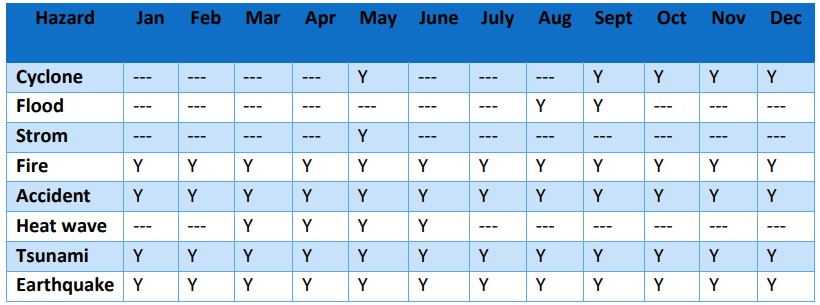 Hazard Jan Feb Mar Apr May June July Aug Sept Oct Nov Dec
Cyclone --- --- --- --- Y --- --- --- Y Y Y Y
Flood --- --- --- --- --- --- --- Y Y --- --- ---
Strom --- --- --- --- Y --- --- --- --- --- --- ---
Fire Y Y Y Y Y Y Y Y Y Y Y Y
Accident Y Y Y Y Y Y Y Y Y Y Y Y
Heat wave --- --- Y Y Y Y --- --- --- --- --- ---
Tsunami Y Y Y Y Y Y Y Y Y Y Y Y
Earthquake Y Y Y Y Y Y Y Y Y Y Y Y